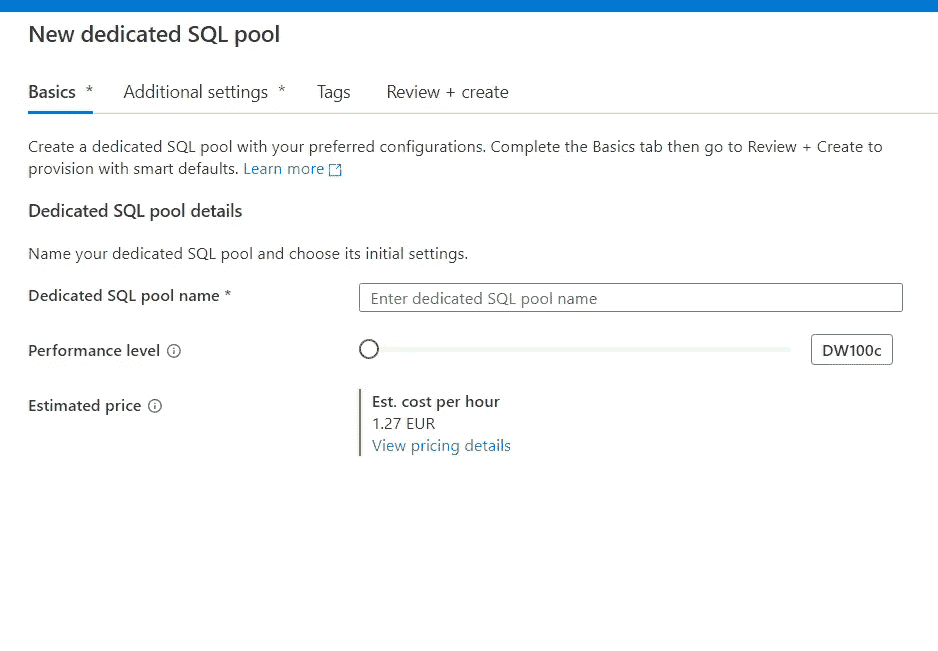 New dedicated SQL pool
Basics * Additional settings * Tags Review + create
Create a dedicated SQL pool with your preferred configurations. Complete the Basics tab then go to Review + Create to
provision with smart defaults. Learn more
Dedicated SQL pool details
Name your dedicated SQL pool and choose its initial settings.
Dedicated SQL pool name * Enter dedicated SQL pool name
Performance level DW100c
Estimated price Est. cost per hour
1.27 EUR
View pricing details